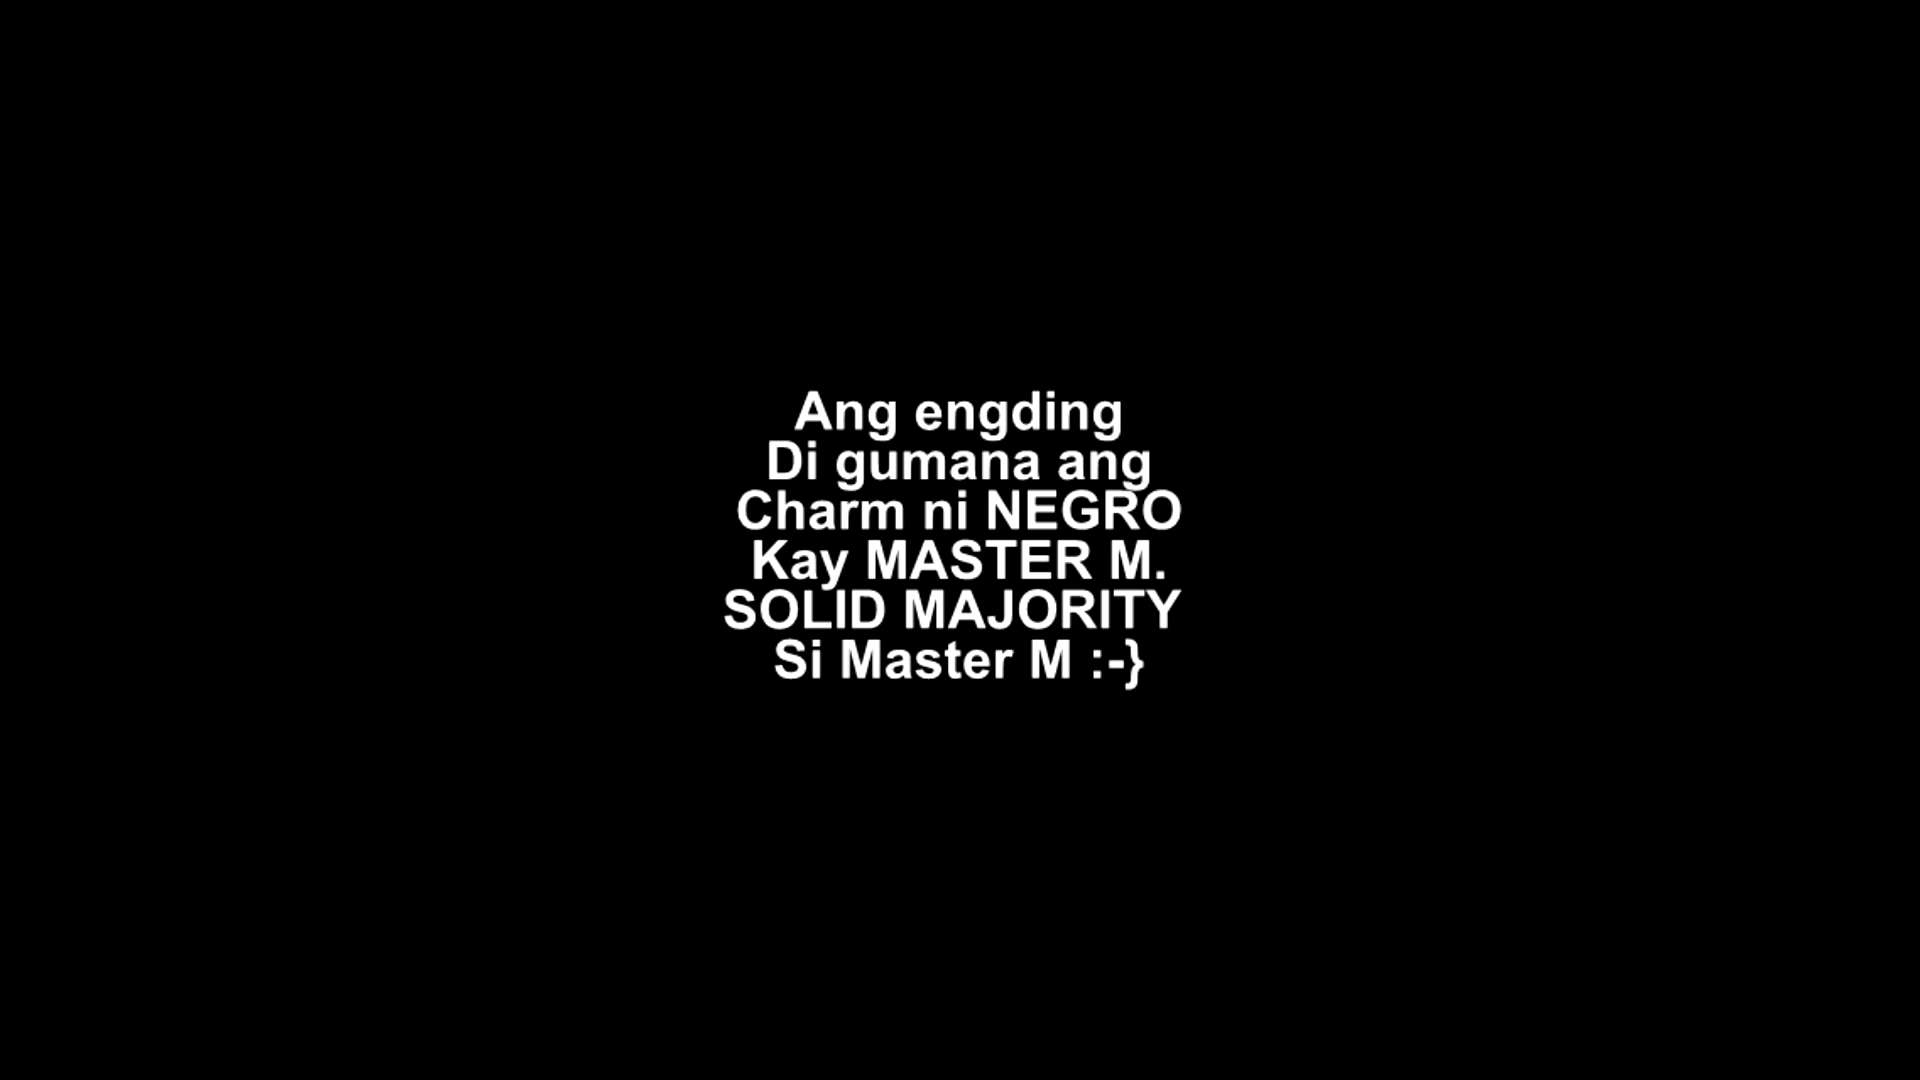 Ang engding
Di gumana ang
Charm ni NEGRO
Kay MASTER M.
SOLID MAJORITY
Si Master M :-}